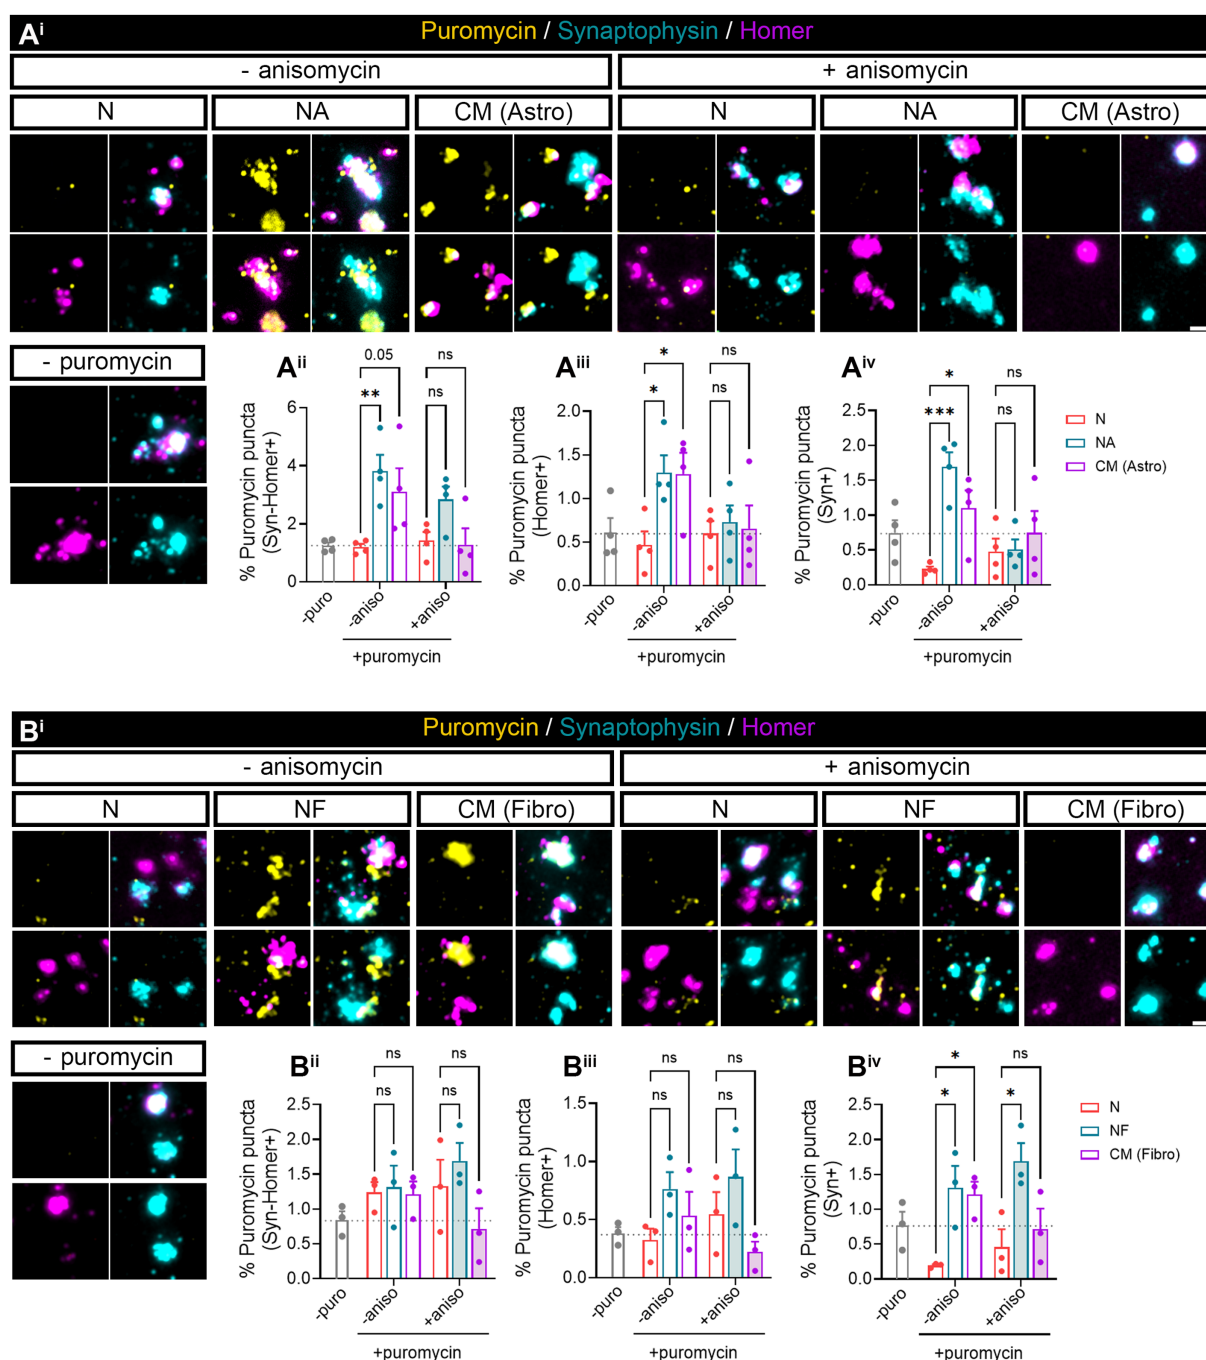 Aⁱ
Puromycin / Synaptophysin / Homer
- anisomycin
+ anisomycin
N
NA
CM (Astro)
N
NA
CM (Astro)
- puromycin
Aⁱⁱ
% Puromycin puncta
(Syn-Homer+)
6
4
2
0
**
0.05
ns
ns
-puro
-aniso
+aniso
+puromycin
Aⁱⁱⁱ
% Puromycin puncta
(Homer+)
2.0
1.5
1.0
0.5
0.0
*
*
ns
ns
-puro
-aniso
+aniso
+puromycin
Aⁱᵛ
% Puromycin puncta
(Syn+)
2.5
2.0
1.5
1.0
0.5
0.0
***
*
ns
ns
-puro
-aniso
+aniso
+puromycin
N
NA
CM (Astro)
Bⁱ
Puromycin / Synaptophysin / Homer
- anisomycin
+ anisomycin
N
NF
CM (Fibro)
N
NF
CM (Fibro)
- puromycin
Bⁱⁱ
% Puromycin puncta
(Syn-Homer+)
2.5
2.0
1.5
1.0
0.5
0.0
ns
ns
ns
ns
-puro
-aniso
+aniso
+puromycin
Bⁱⁱⁱ
% Puromycin puncta
(Homer+)
1.5
1.0
0.5
0.0
ns
ns
ns
ns
-puro
-aniso
+aniso
+puromycin
Bⁱᵛ
% Puromycin puncta
(Syn+)
2.5
2.0
1.5
1.0
0.5
0.0
*
*
*
ns
-puro
-aniso
+aniso
+puromycin
N
NF
CM (Fibro)